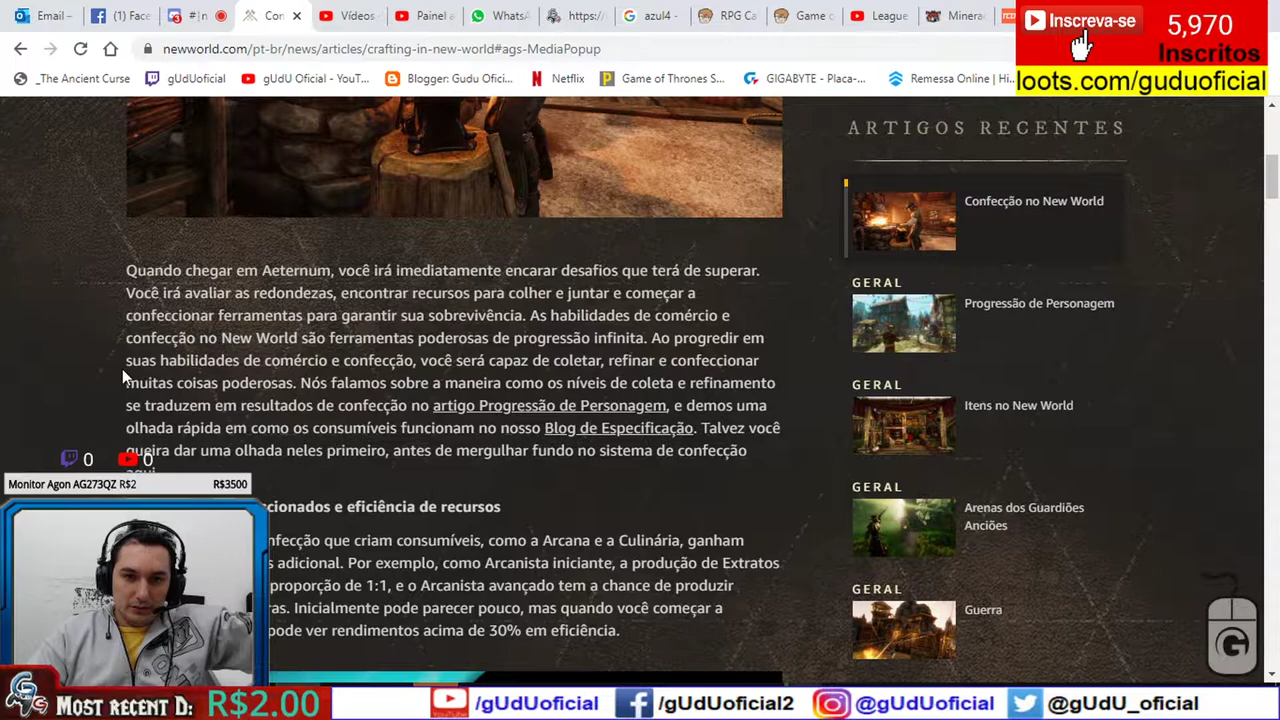 Email –
(1) Face
#|n
Con
Vídeos
Painel a
WhatsA
https:/
azul4 -
RPG Ca
Game o
League
Minera
Inscreva-se
5,970
Inscritos
loots.com/guduoficial
newworld.com/pt-br/news/articles/crafting-in-new-world#ags-MediaPopup
_The Ancient Curse
gUdUoficial
gUdU Oficial - YouT...
Blogger: Gudu Ofici...
Netflix
Game of Thrones S...
GIGABYTE - Placa-...
Remessa Online | Hi...
ARTIGOS RECENTES
Confecção no New World
GERAL
Progressão de Personagem
GERAL
Itens no New World
GERAL
Arenas dos Guardiões
Anciões
GERAL
Guerra
Quando chegar em Aeternum, você irá imediatamente encarar desafios que terá de superar.
Você irá avaliar as redondezas, encontrar recursos para colher e juntar e começar a
confeccionar ferramentas para garantir sua sobrevivência. As habilidades de comércio e
confecção no New World são ferramentas poderosas de progressão infinita. Ao progredir em
suas habilidades de comércio e confecção, você será capaz de coletar, refinar e confeccionar
muitas coisas poderosas. Nós falamos sobre a maneira como os níveis de coleta e refinamento
se traduzem em resultados de confecção no artigo Progressão de Personagem, e demos uma
olhada rápida em como os consumíveis funcionam no nosso Blog de Especificação. Talvez você
queira dar uma olhada neles primeiro, antes de mergulhar fundo no sistema de confecção
aqui.
0
0
Monitor Agon AG273QZ R$2 R$3500
cionados e eficiência de recursos
onfecção que criam consumíveis, como a Arcana e a Culinária, ganham
s adicional. Por exemplo, como Arcanista iniciante, a produção de Extratos
proporção de 1:1, e o Arcanista avançado tem a chance de produzir
as. Inicialmente pode parecer pouco, mas quando você começar a
pode ver rendimentos acima de 30% em eficiência.
G
MOST RECENT D: R$2.00
/gUdUoficial
/gUdUoficial2
@gUdUoficial
@gUdU_oficial